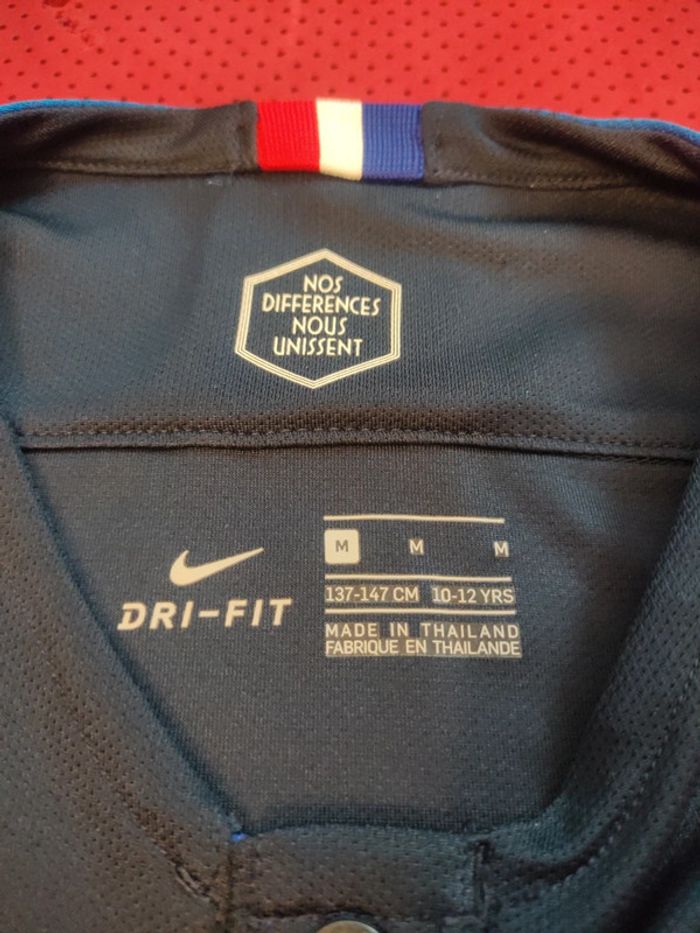 NOS
DIFFERENCES
NOUS
UNISSENT
DRI-FIT
M M M
137-147 CM 10-12 YRS
MADE IN THAILAND
FABRIQUE EN THAILANDE